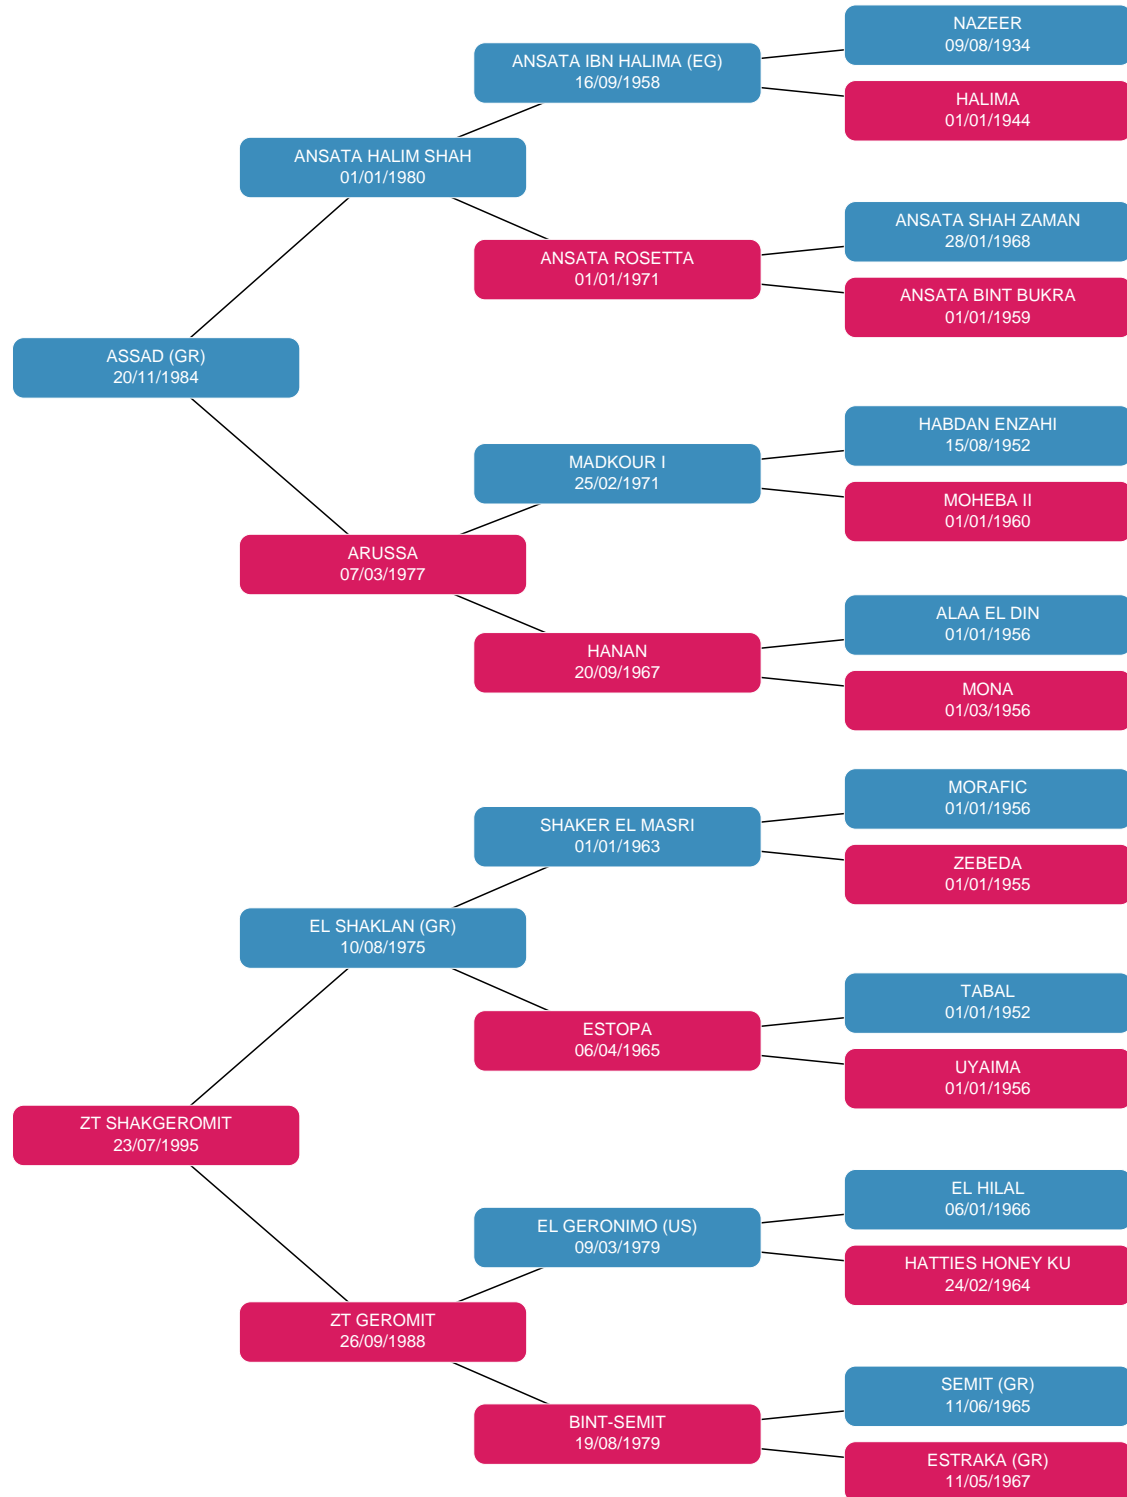 NAZEER
09/08/1934
ANSATA IBN HALIMA (EG)
16/09/1958
HALIMA
01/01/1944
ANSATA HALIM SHAH
01/01/1980
ANSATA SHAH ZAMAN
28/01/1968
ANSATA ROSETTA
01/01/1971
ANSATA BINT BUKRA
01/01/1959
ASSAD (GR)
20/11/1984
HABDAN ENZAHI
15/08/1952
MADKOUR I
25/02/1971
MOHEBA II
01/01/1960
ARUSSA
07/03/1977
ALAA EL DIN
01/01/1956
HANAN
20/09/1967
MONA
01/03/1956
MORAFIC
01/01/1956
SHAKER EL MASRI
01/01/1963
ZEBEDA
01/01/1955
EL SHAKLAN (GR)
10/08/1975
TABAL
01/01/1952
ESTOPA
06/04/1965
UYAIMA
01/01/1956
ZT SHAKGEROMIT
23/07/1995
EL HILAL
06/01/1966
EL GERONIMO (US)
09/03/1979
HATTIES HONEY KU
24/02/1964
ZT GEROMIT
26/09/1988
SEMIT (GR)
11/06/1965
BINT-SEMIT
19/08/1979
ESTRAKA (GR)
11/05/1967